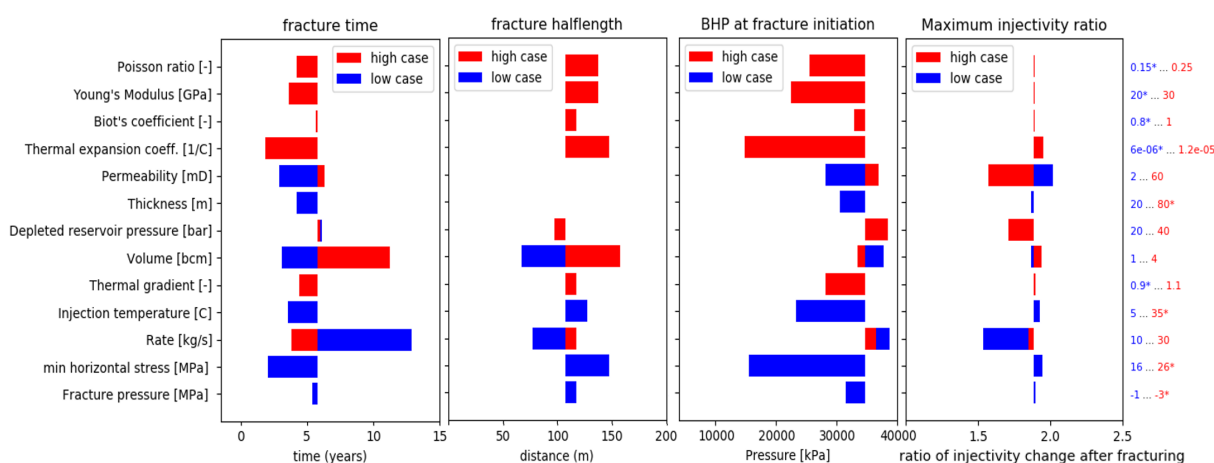 fracture time
fracture halflength
BHP at fracture initiation
Maximum injectivity ratio
high case
low case
high case
low case
high case
low case
high case
low case
Poisson ratio [-]
Young's Modulus [GPa]
Biot's coefficient [-]
Thermal expansion coeff. [1/C]
Permeability [mD]
Thickness [m]
Depleted reservoir pressure [bar]
Volume [bcm]
Thermal gradient [-]
Injection temperature [C]
Rate [kg/s]
min horizontal stress [MPa]
Fracture pressure [MPa]
0.15* ... 0.25
20* ... 30
0.8* ... 1
6e-06* ... 1.2e-05
2 ... 60
20 ... 80*
20 ... 40
1 ... 4
0.9* ... 1.1
5 ... 35*
10 ... 30
16 ... 26*
-1 ... -3*
0 5 10 15
50 100 150 200
10000 20000 30000 40000
1.5 2.0 2.5
time (years)
distance (m)
Pressure [kPa]
ratio of injectivity change after fracturing